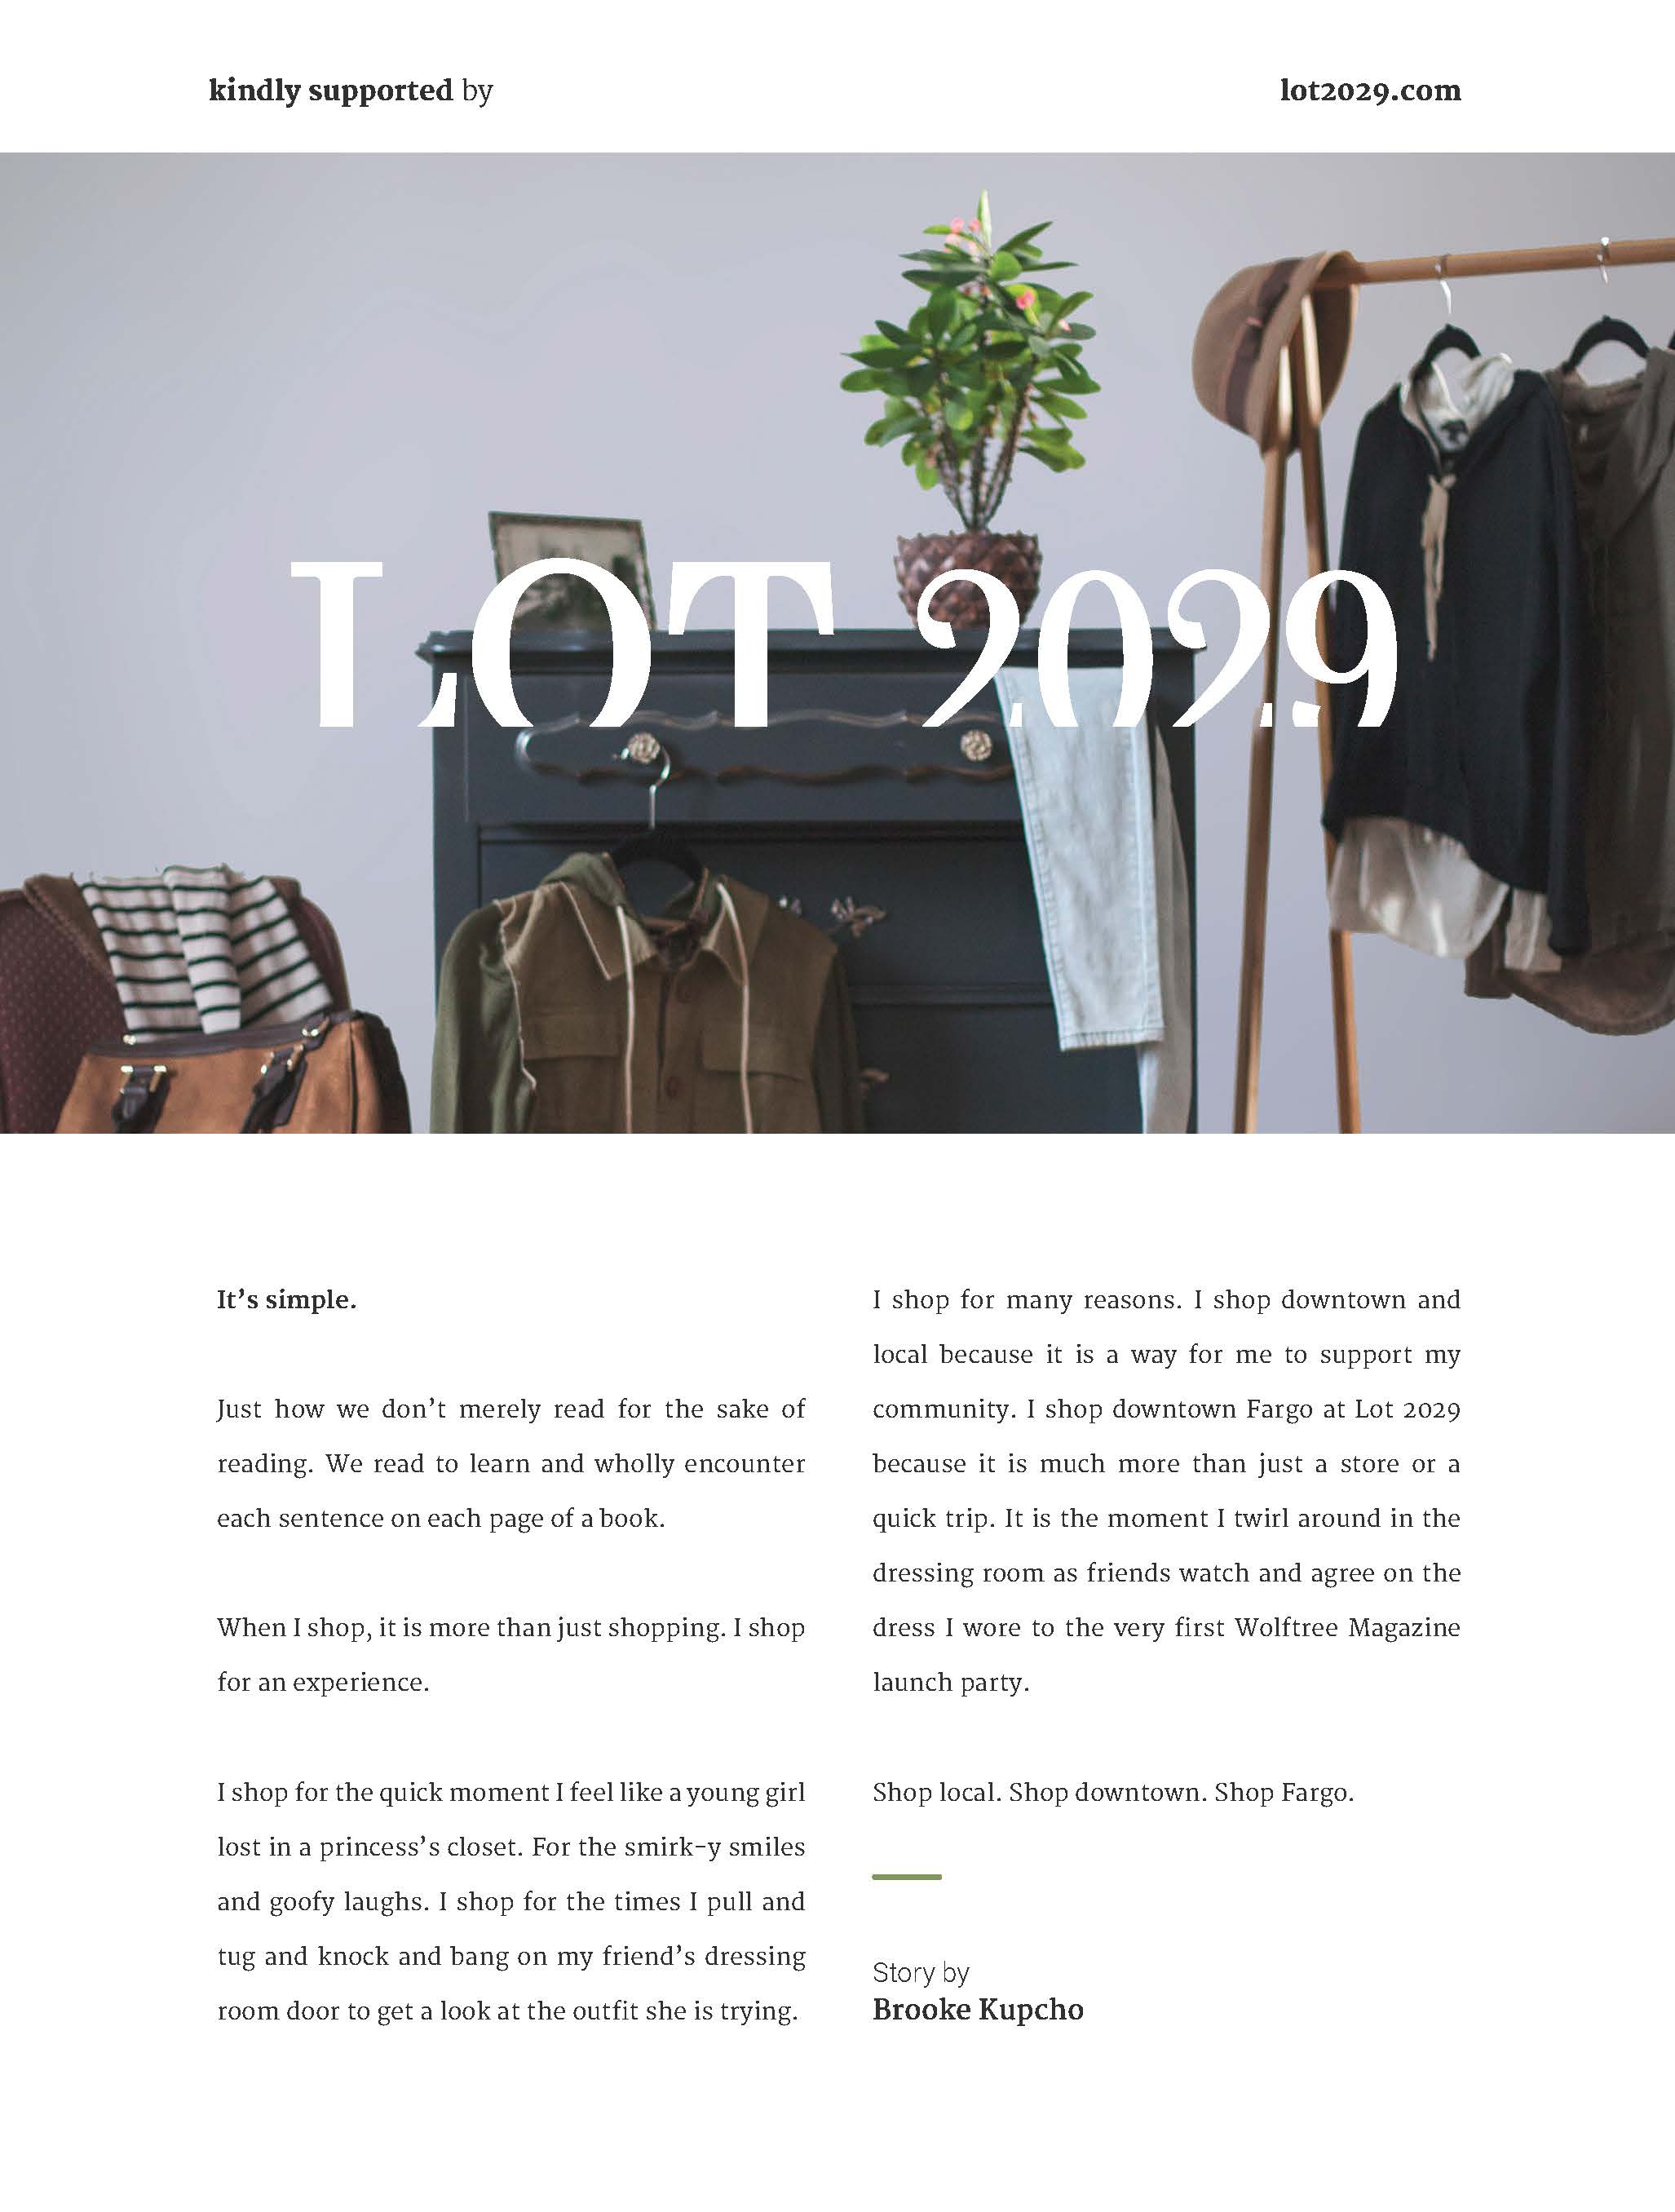 kindly supported by
lot2029.com
LOT 2029
It’s simple.
Just how we don’t merely read for the sake of
reading. We read to learn and wholly encounter
each sentence on each page of a book.
When I shop, it is more than just shopping. I shop
for an experience.
I shop for the quick moment I feel like a young girl
lost in a princess’s closet. For the smirk-y smiles
and goofy laughs. I shop for the times I pull and
tug and knock and bang on my friend’s dressing
room door to get a look at the outfit she is trying.
I shop for many reasons. I shop downtown and
local because it is a way for me to support my
community. I shop downtown Fargo at Lot 2029
because it is much more than just a store or a
quick trip. It is the moment I twirl around in the
dressing room as friends watch and agree on the
dress I wore to the very first Wolftree Magazine
launch party.
Shop local. Shop downtown. Shop Fargo.
Story by
Brooke Kupcho